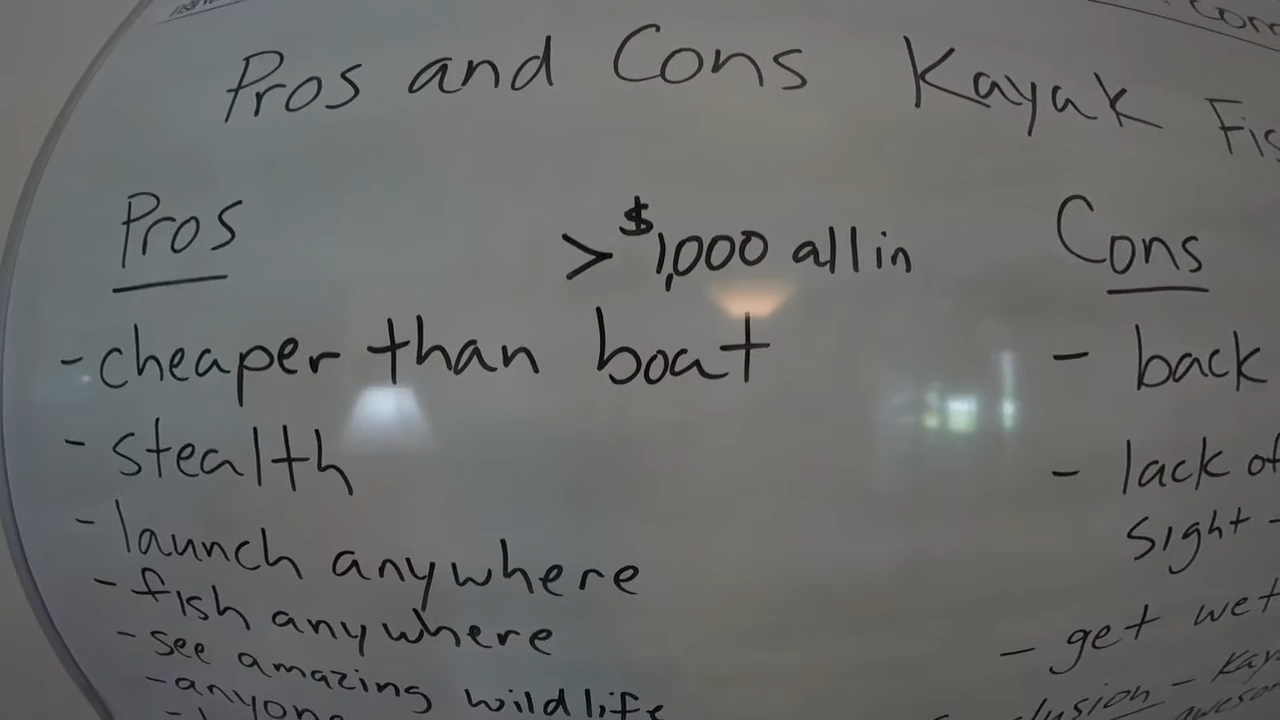 Pros and Cons Kayak
Pros
> $1,000 all in
- cheaper than boat
- stealth
- launch anywhere
- fish anywhere
- see amazing wildlife
Cons
- back
- lack of
sight -
- get wet